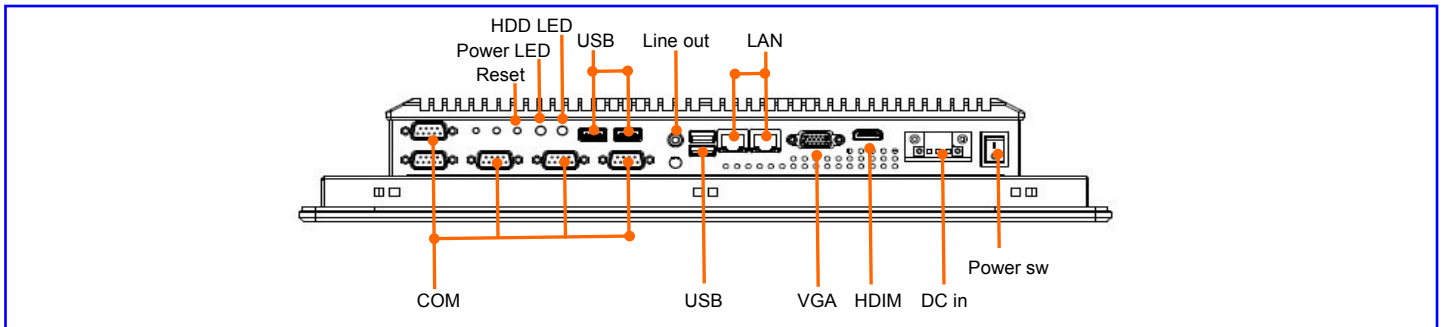 HDD LED
Power LED
Reset
USB
Line out
LAN
Power sw
COM
USB
VGA
HDIM
DC in